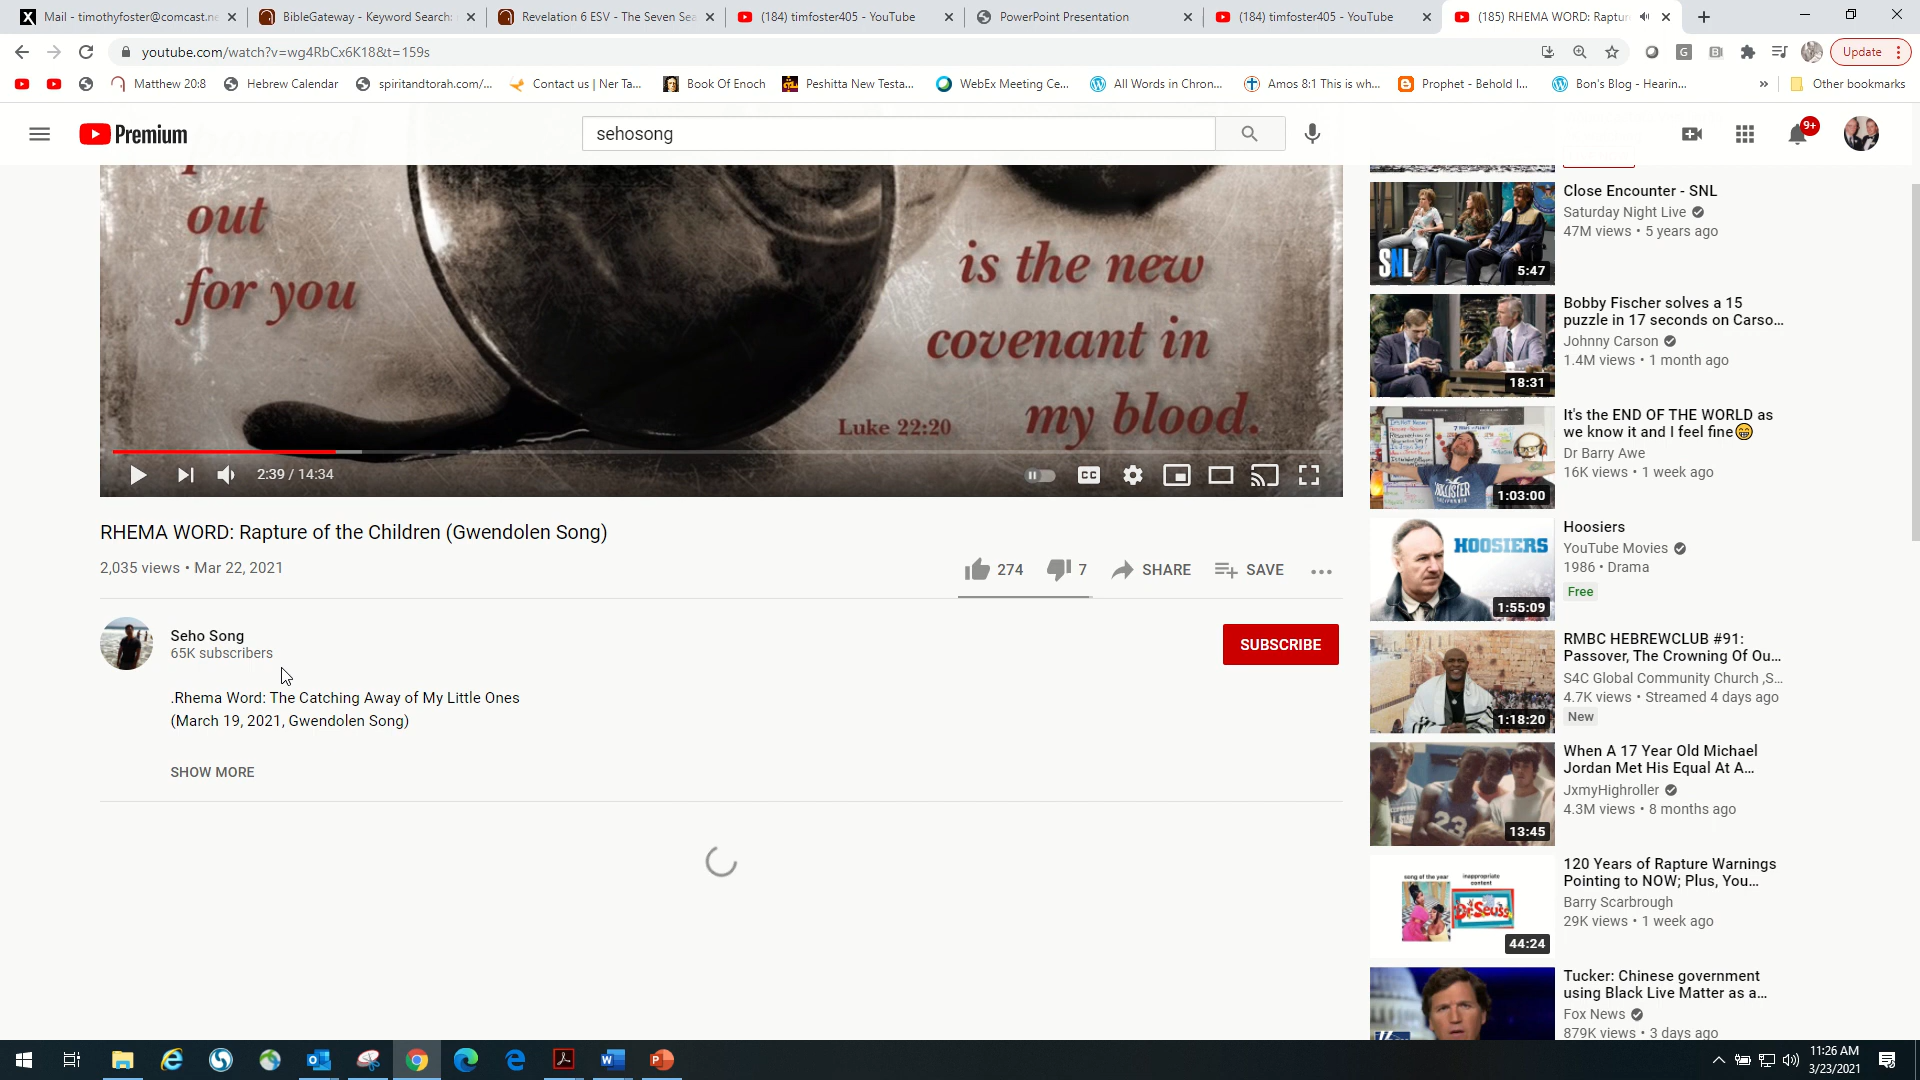 Mail - timothyfoster@comcast.ne
BibleGateway - Keyword Search:
Revelation 6 ESV - The Seven Sea
(184) timfoster405 - YouTube
PowerPoint Presentation
(184) timfoster405 - YouTube
(185) RHEMA WORD: Rapture
youtube.com/watch?v=wg4RbCx6K18&t=159s
Update
Matthew 20:8
Hebrew Calendar
spiritandtorah.com/...
Contact us | Ner Ta...
Book Of Enoch
Peshitta New Testa...
WebEx Meeting Ce...
All Words in Chron...
Amos 8:1 This is wh...
Prophet - Behold I...
Bon's Blog - Hearin...
»
Other bookmarks
Premium
sehosong
9+
out
for you
is the new
covenant in
my blood.
Luke 22:20
2:39 / 14:34
CC
RHEMA WORD: Rapture of the Children (Gwendolen Song)
2,035 views • Mar 22, 2021
274
7
SHARE
SAVE
Seho Song
65K subscribers
SUBSCRIBE
.Rhema Word: The Catching Away of My Little Ones
(March 19, 2021, Gwendolen Song)
SHOW MORE
Close Encounter - SNL
Saturday Night Live
47M views • 5 years ago
SNL
5:47
Bobby Fischer solves a 15
puzzle in 17 seconds on Carso...
Johnny Carson
1.4M views • 1 month ago
18:31
It's the END OF THE WORLD as
we know it and I feel fine😁
Dr Barry Awe
16K views • 1 week ago
1:03:00
Hoosiers
YouTube Movies
1986 • Drama
Free
HOOSIERS
1:55:09
RMBC HEBREWCLUB #91:
Passover, The Crowning Of Ou...
S4C Global Community Church ,S...
4.7K views • Streamed 4 days ago
New
1:18:20
When A 17 Year Old Michael
Jordan Met His Equal At A...
JxmyHighroller
4.3M views • 8 months ago
23
13:45
120 Years of Rapture Warnings
Pointing to NOW; Plus, You...
Barry Scarbrough
29K views • 1 week ago
song of the year
inappropriate
content
Dr. Seuss
44:24
Tucker: Chinese government
using Black Live Matter as a...
Fox News
879K views • 3 days ago
11:26 AM
3/23/2021